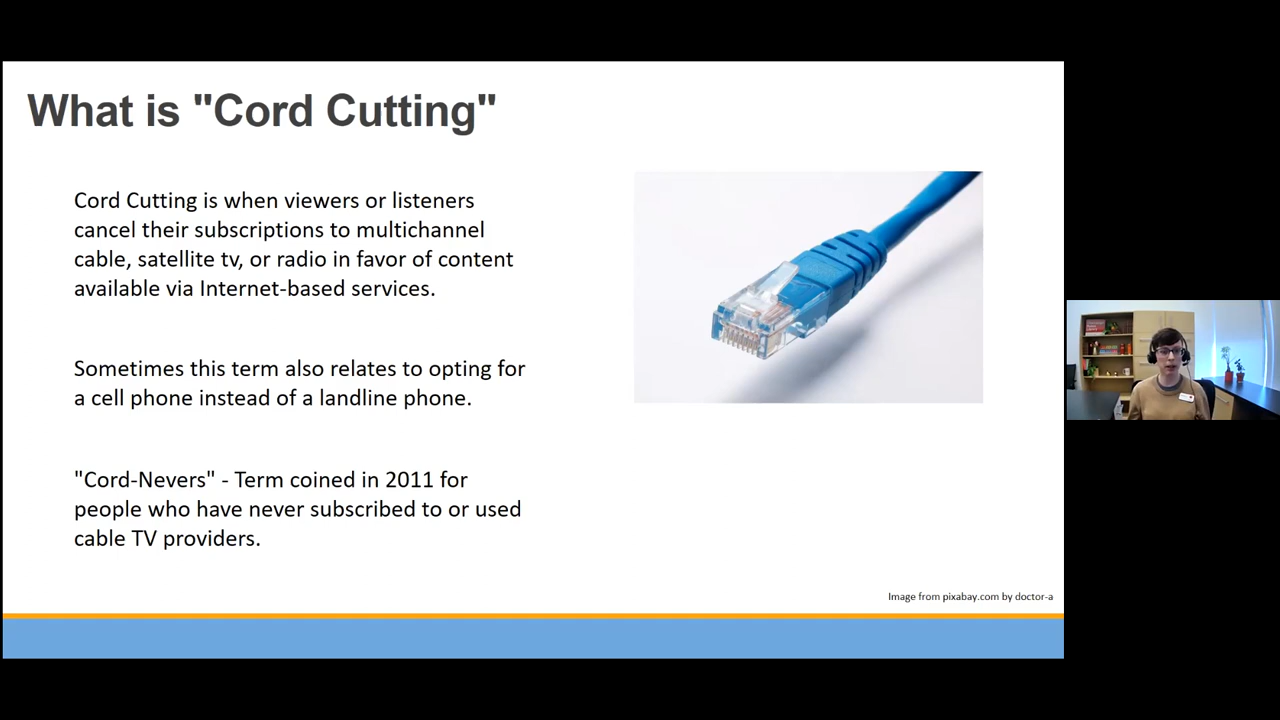 What is "Cord Cutting"
Cord Cutting is when viewers or listeners
cancel their subscriptions to multichannel
cable, satellite tv, or radio in favor of content
available via Internet-based services.
Sometimes this term also relates to opting for
a cell phone instead of a landline phone.
"Cord-Nevers" - Term coined in 2011 for
people who have never subscribed to or used
cable TV providers.
Image from pixabay.com by doctor-a